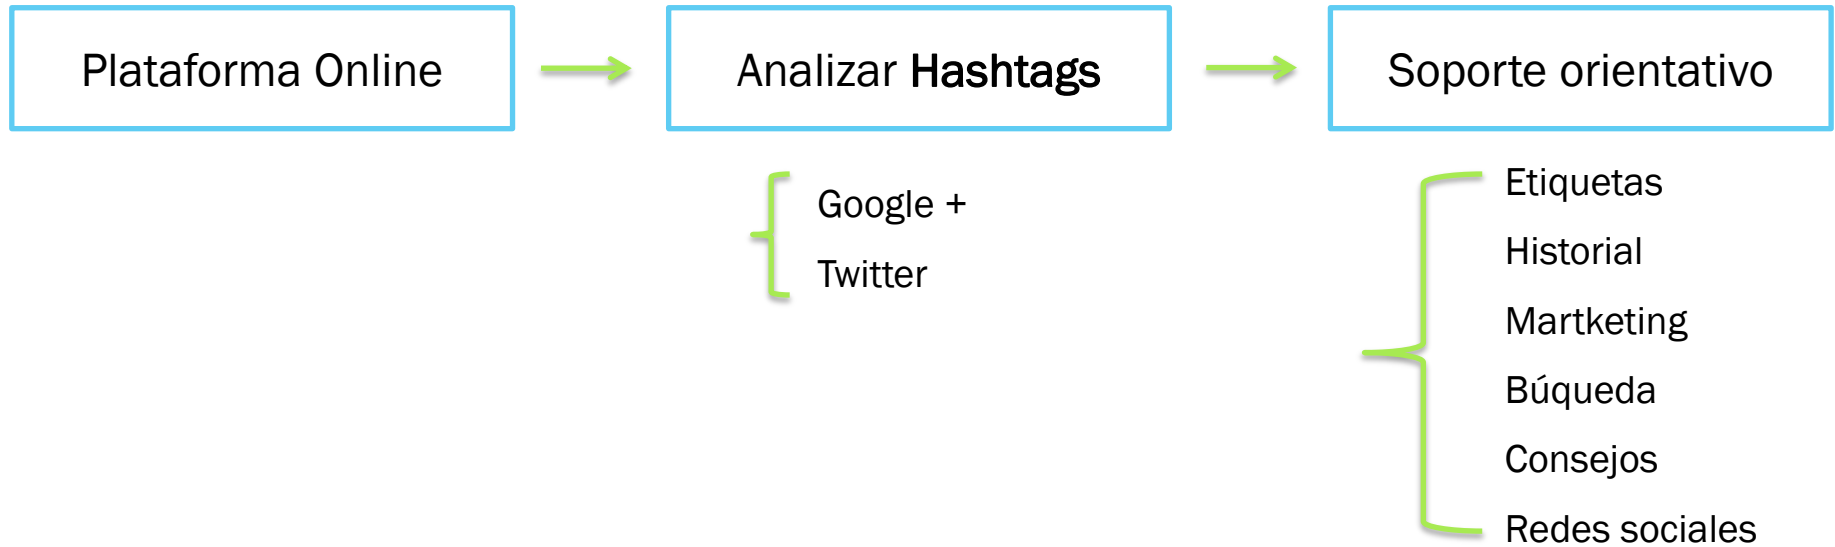 Plataforma Online
Analizar Hashtags
Soporte orientativo
Google +
Twitter
Etiquetas
Historial
Martketing
Búqueda
Consejos
Redes sociales